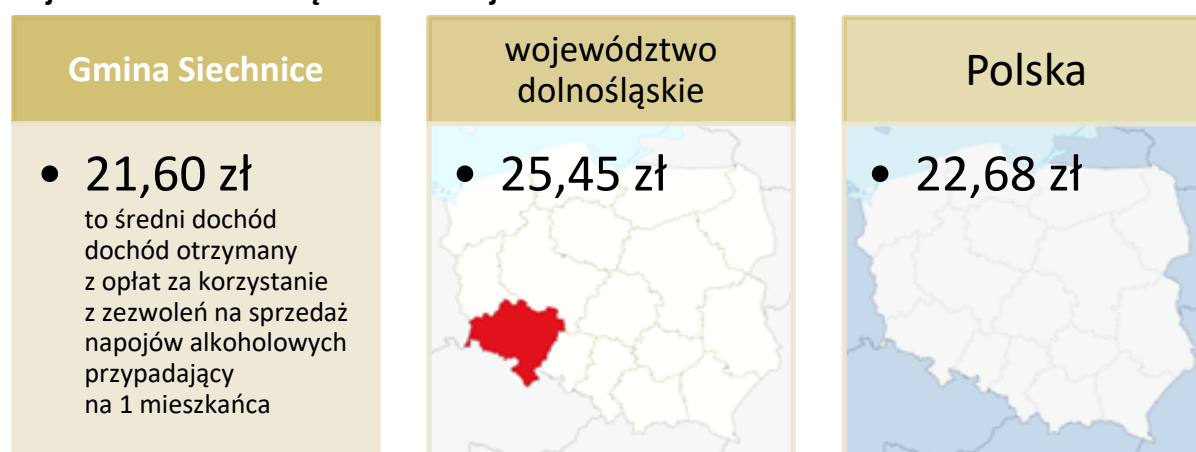 Gmina Siechnice
• 21,60 zł
to średni dochód
dochód otrzymany
z opłat za korzystanie
z zezwoleń na sprzedaż
napojów alkoholowych
przypadający
na 1 mieszkańca
województwo
dolnośląskie
• 25,45 zł
Polska
• 22,68 zł